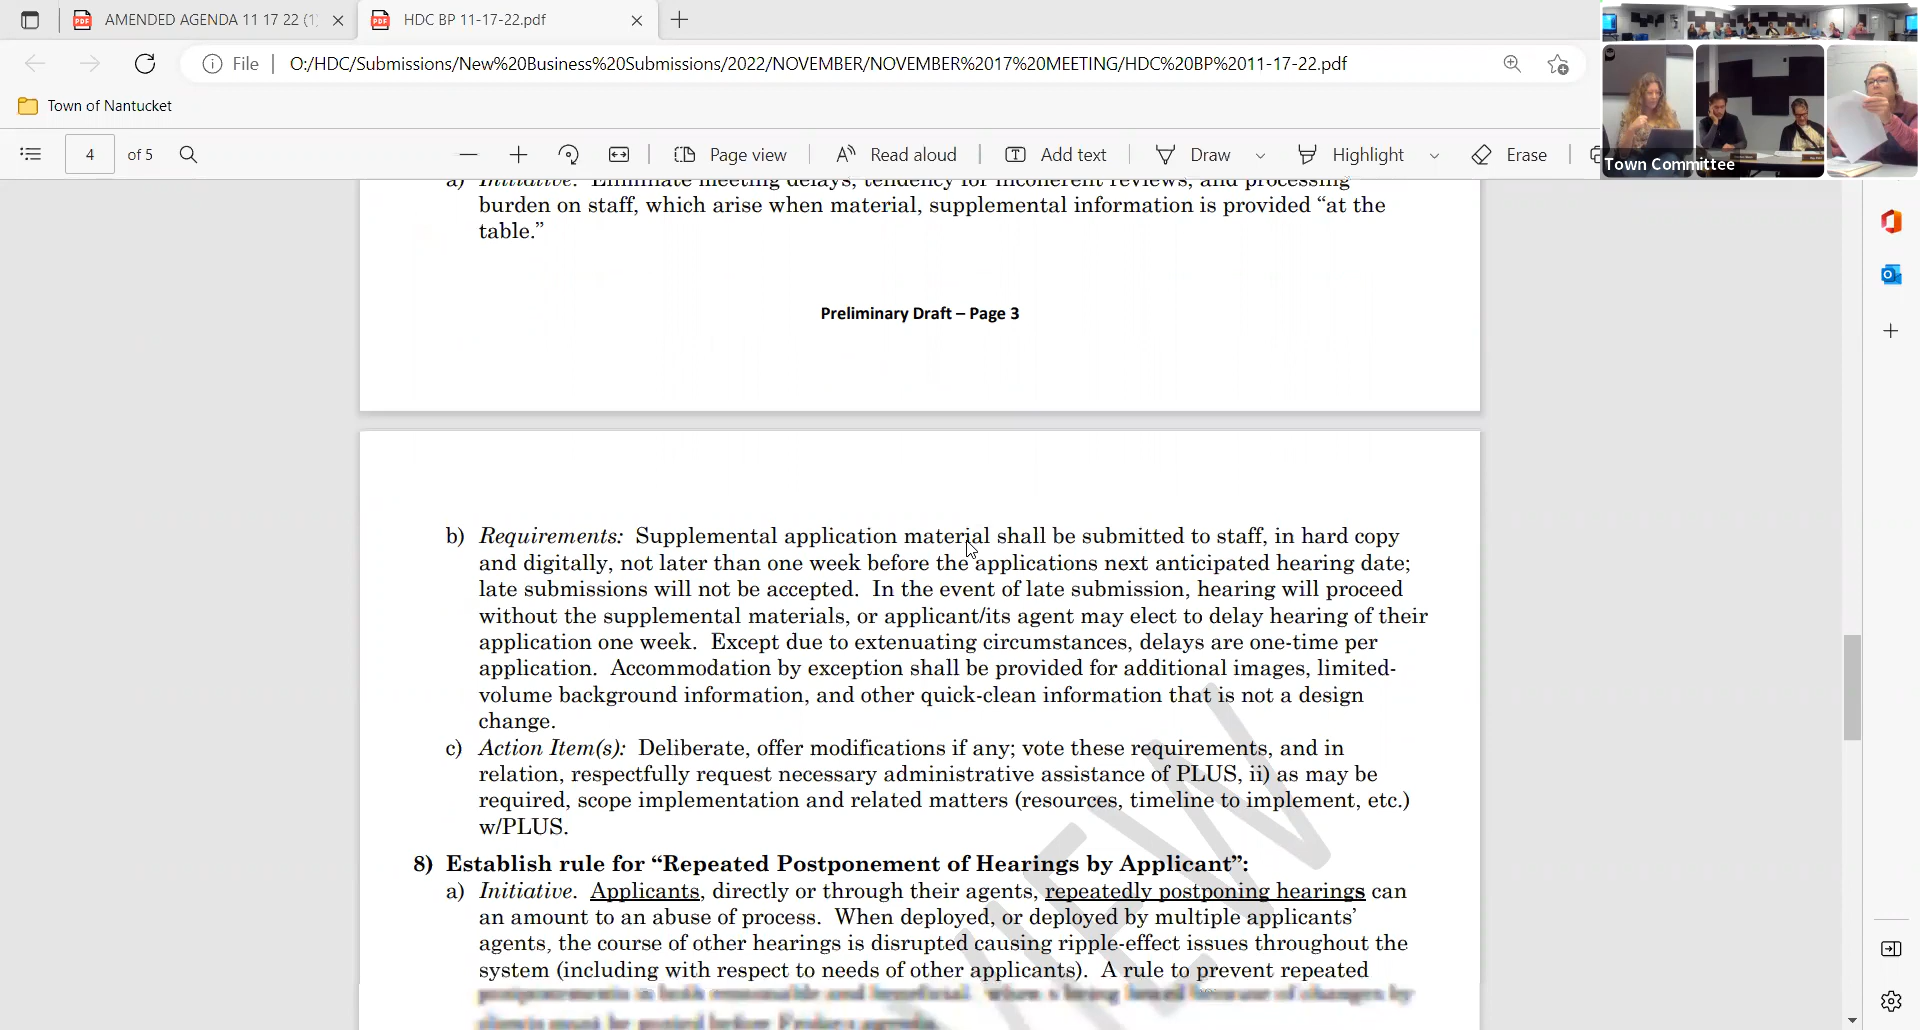 AMENDED AGENDA 11 17 22 (1
HDC BP 11-17-22.pdf
File
O:/HDC/Submissions/New%20Business%20Submissions/2022/NOVEMBER/NOVEMBER%2017%20MEETING/HDC%20BP%2011-17-22.pdf
Town of Nantucket
4 of 5
Page view
Read aloud
Add text
Draw
Highlight
Erase
Town Committee
a) Initiative. Eliminate meeting delays, tendency for incoherent reviews, and processing
burden on staff, which arise when material, supplemental information is provided “at the
table.”
Preliminary Draft – Page 3
b) Requirements: Supplemental application material shall be submitted to staff, in hard copy
and digitally, not later than one week before the applications next anticipated hearing date;
late submissions will not be accepted. In the event of late submission, hearing will proceed
without the supplemental materials, or applicant/its agent may elect to delay hearing of their
application one week. Except due to extenuating circumstances, delays are one-time per
application. Accommodation by exception shall be provided for additional images, limited-
volume background information, and other quick-clean information that is not a design
change.
c) Action Item(s): Deliberate, offer modifications if any; vote these requirements, and in
relation, respectfully request necessary administrative assistance of PLUS, ii) as may be
required, scope implementation and related matters (resources, timeline to implement, etc.)
w/PLUS.
8) Establish rule for “Repeated Postponement of Hearings by Applicant”:
a) Initiative. Applicants, directly or through their agents, repeatedly postponing hearings can
an amount to an abuse of process. When deployed, or deployed by multiple applicants’
agents, the course of other hearings is disrupted causing ripple-effect issues throughout the
system (including with respect to needs of other applicants). A rule to prevent repeated